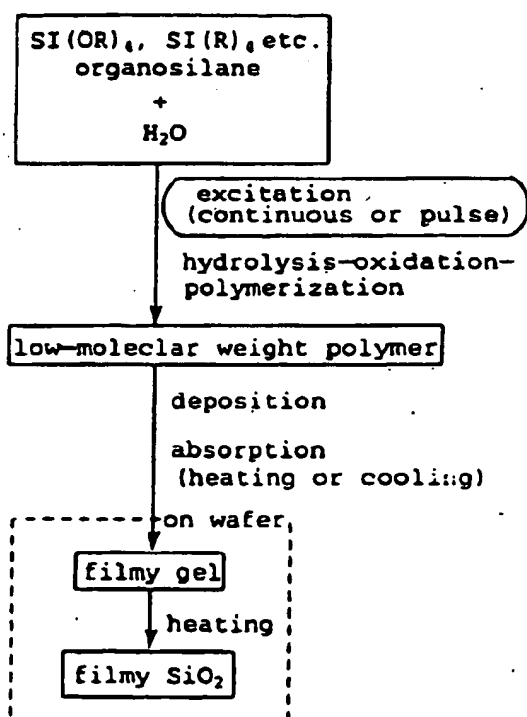 SI(OR)₄, SI(R)₄ etc.
organosilane
+
H₂O
excitation
(continuous or pulse)
hydrolysis-oxidation-
polymerization
low-moleclar weight polymer
deposition
absorption
(heating or cooling)
on wafer
filmy gel
heating
filmy SiO₂